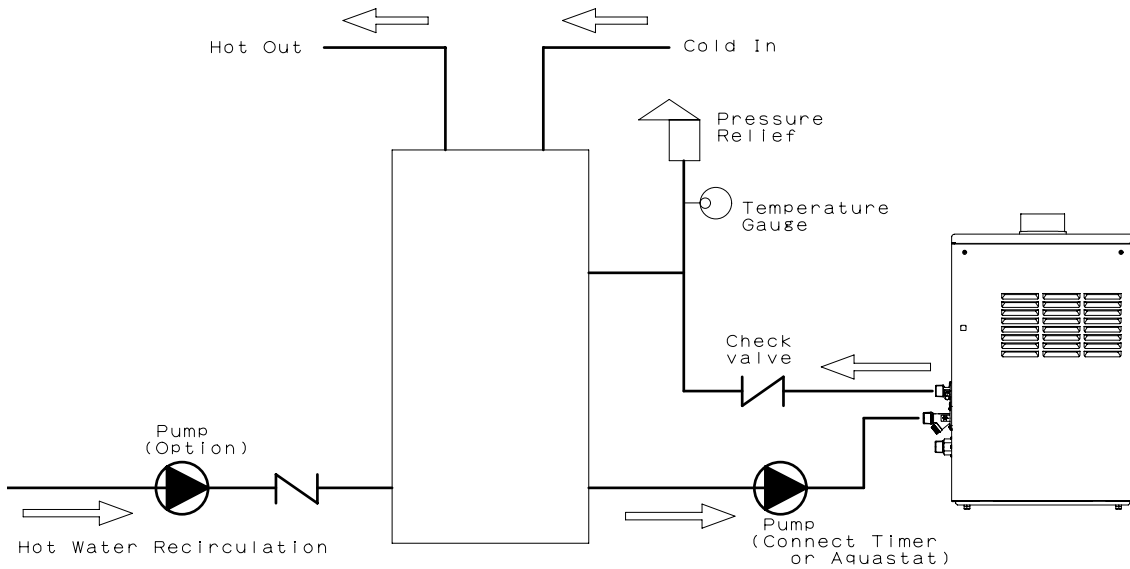 Hot Out
Cold In
Pressure
Relief
Temperature
Gauge
Check
valve
Pump
(Option)
Hot Water Recirculation
Pump
(Connect Timer
or Aquastat)